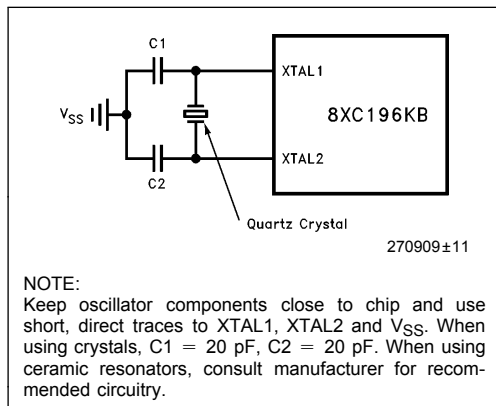 C1
XTAL1
8XC196KB
VSS
XTAL2
C2
Quartz Crystal
270909±11
NOTE:
Keep oscillator components close to chip and use
short, direct traces to XTAL1, XTAL2 and VSS. When
using crystals, C1 = 20 pF, C2 = 20 pF. When using
ceramic resonators, consult manufacturer for recom-
mended circuitry.